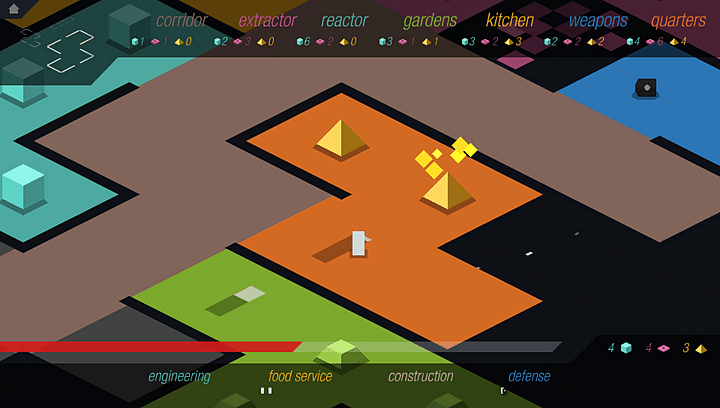 corridor extractor reactor gardens kitchen weapons quarters
1 1 0 2 3 0 6 2 0 3 1 1 3 2 3 2 2 2 4 6 4
4 4 3
engineering food service construction defense